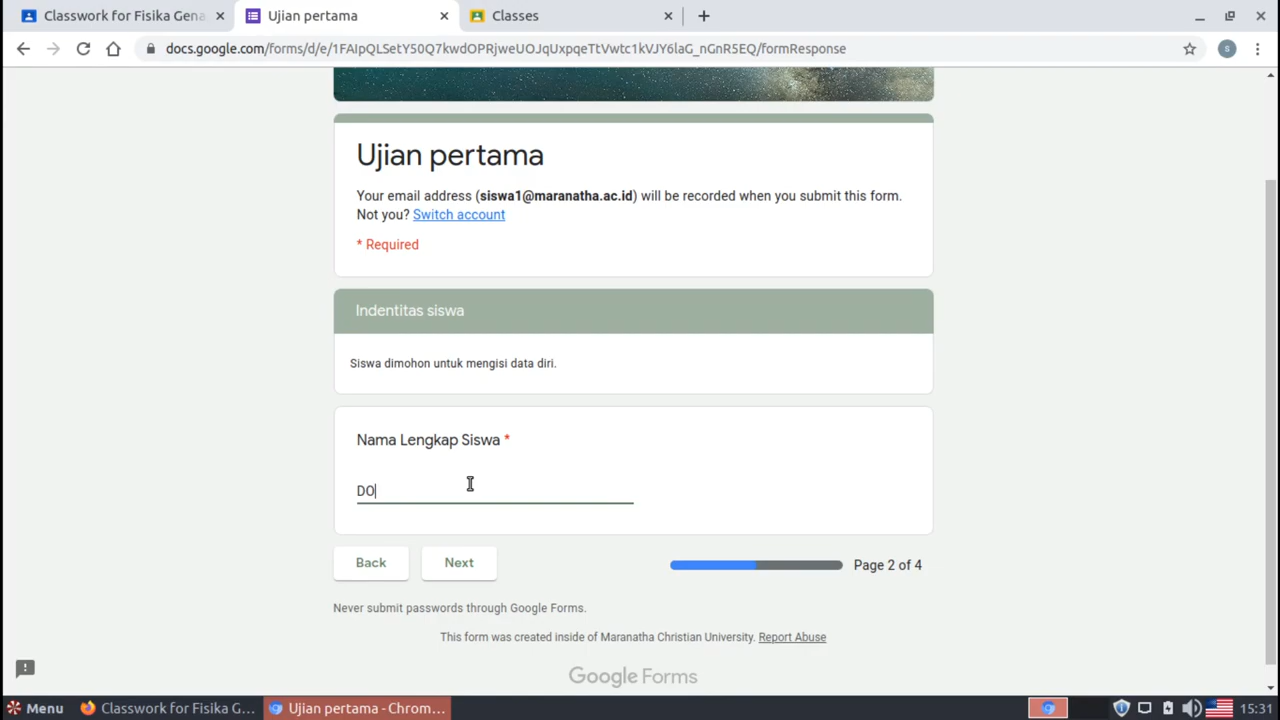 Classwork for Fisika Gena
Ujian pertama
Classes
docs.google.com/forms/d/e/1FAIpQLSetY50Q7kwdOPRjweUOJqUxpqeTtVwtc1kVJY6laG_nGnR5EQ/formResponse
S
Ujian pertama
Your email address (siswa1@maranatha.ac.id) will be recorded when you submit this form.
Not you? Switch account
* Required
Indentitas siswa
Siswa dimohon untuk mengisi data diri.
Nama Lengkap Siswa *
DO
Back
Next
Page 2 of 4
Never submit passwords through Google Forms.
This form was created inside of Maranatha Christian University. Report Abuse
Google Forms
Menu
Classwork for Fisika G...
Ujian pertama - Chrom...
15:31